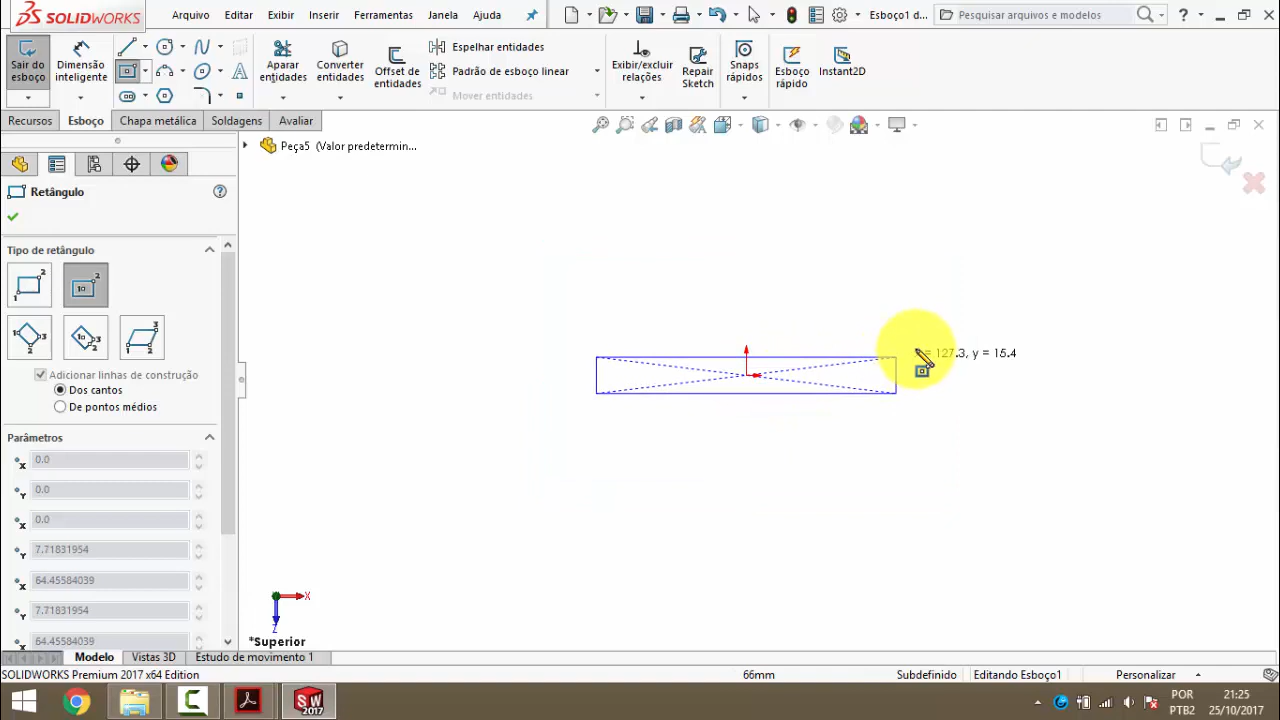 SOLIDWORKS
Arquivo Editar Exibir Inserir Ferramentas Janela Ajuda
Esboço1 d...
Pesquisar arquivos e modelos
Sair do esboço
Dimensão inteligente
Aparar entidades
Converter entidades
Offset de entidades
Espelhar entidades
Padrão de esboço linear
Mover entidades
Exibir/excluir relações
Repair Sketch
Snaps rápidos
Esboço rápido
Instant2D
Recursos Esboço Chapa metálica Soldagens Avaliar
Peça5 (Valor predetermin...
Retângulo
Tipo de retângulo
Adicionar linhas de construção
Dos cantos
De pontos médios
Parâmetros
0.0
0.0
0.0
7.71831954
64.45584039
7.71831954
64.45584039
= 127.3, y = 15.4
X
Z
*Superior
Modelo Vistas 3D Estudo de movimento 1
SOLIDWORKS Premium 2017 x64 Edition 66mm Subdefinido Editando Esboço1 Personalizar
SW
2017
POR
PTB2
21:25
25/10/2017